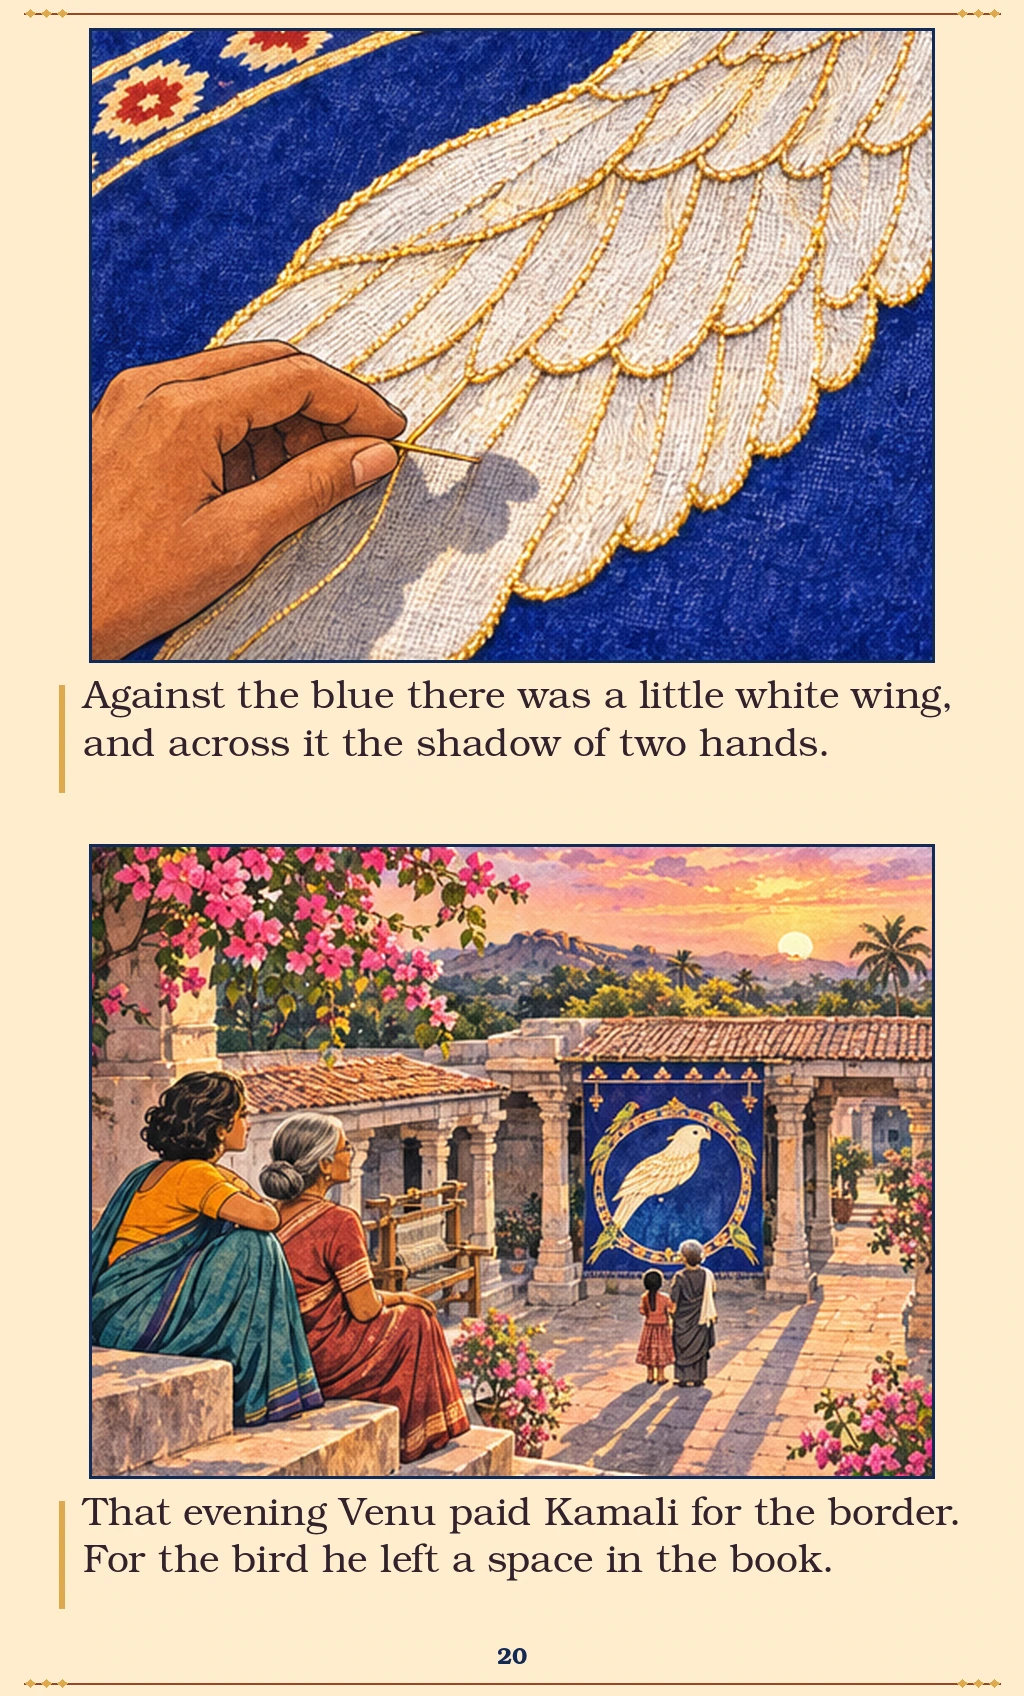 Against the blue there was a little white wing,
and across it the shadow of two hands.
That evening Venu paid Kamali for the border.
For the bird he left a space in the book.
20